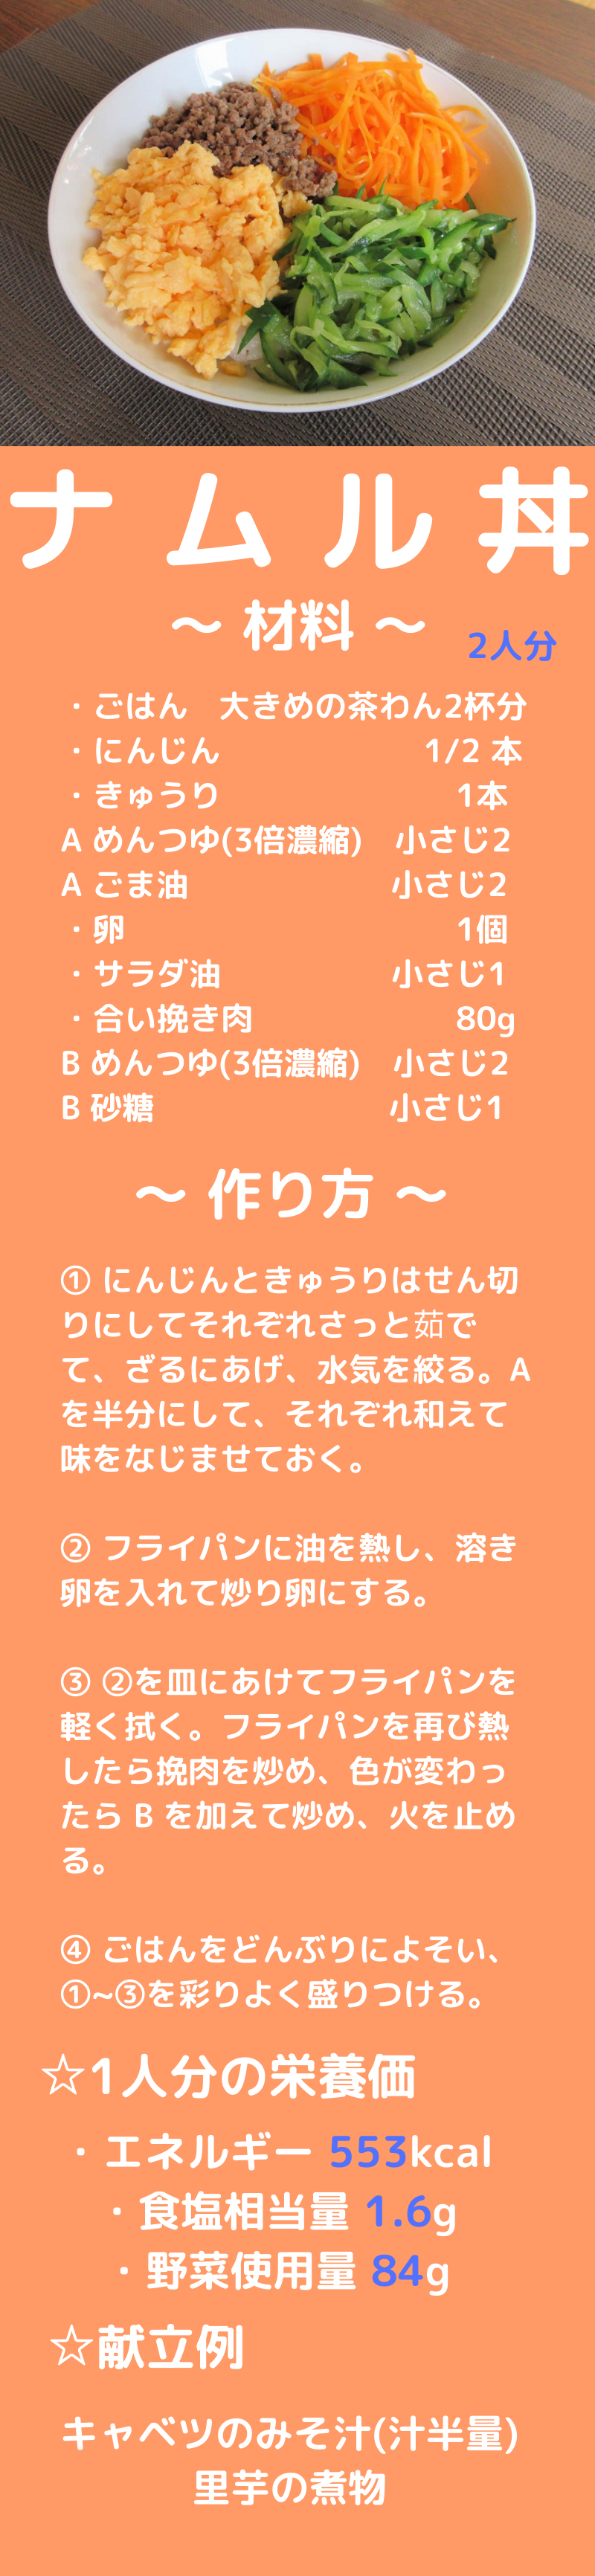 ナムル丼
～ 材料 ～
2人分
・ごはん　大きめの茶わん2杯分
・にんじん　1/2 本
・きゅうり　1本
A めんつゆ(3倍濃縮)　小さじ2
A ごま油　小さじ2
・卵　1個
・サラダ油　小さじ1
・合い挽き肉　80g
B めんつゆ(3倍濃縮)　小さじ2
B 砂糖　小さじ1
～ 作り方 ～
① にんじんときゅうりはせん切
りにしてそれぞれさっと茹で
て、ざるにあげ、水気を絞る。A
を半分にして、それぞれ和えて
味をなじませておく。
② フライパンに油を熱し、溶き
卵を入れて炒り卵にする。
③ ②を皿にあけてフライパンを
軽く拭く。フライパンを再び熱
したら挽肉を炒め、色が変わっ
たら B を加えて炒め、火を止め
る。
④ ごはんをどんぶりによそい、
①~③を彩りよく盛りつける。
☆1人分の栄養価
・エネルギー 553kcal
・食塩相当量 1.6g
・野菜使用量 84g
☆献立例
キャベツのみそ汁(汁半量)
里芋の煮物